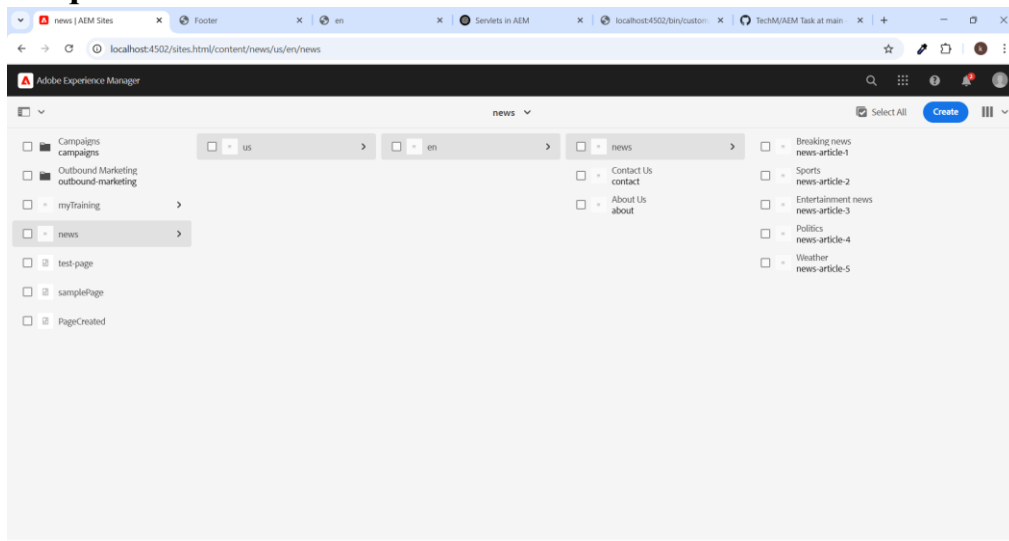 news | AEM Sites
Footer
en
Servlets in AEM
localhost:4502/bin/custom
TechM/AEM Task at main
localhost:4502/sites.html/content/news/us/en/news
k
Adobe Experience Manager
news
Select All
Create
Campaigns
campaigns
Outbound Marketing
outbound-marketing
myTraining
news
test-page
samplePage
PageCreated
us
en
news
Contact Us
contact
About Us
about
Breaking news
news-article-1
Sports
news-article-2
Entertainment news
news-article-3
Politics
news-article-4
Weather
news-article-5